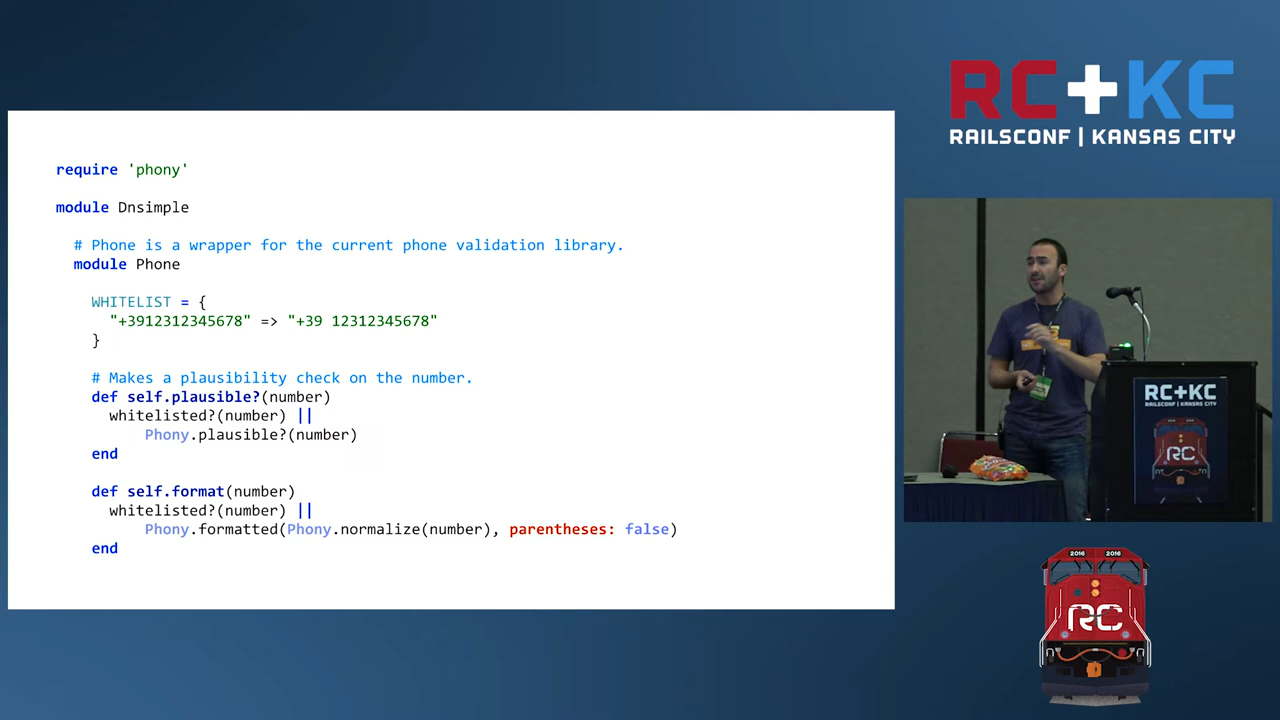 require 'phony'
module Dnsimple
# Phone is a wrapper for the current phone validation library.
module Phone
WHITELIST = {
"+3912312345678" => "+39 12312345678"
}
# Makes a plausibility check on the number.
def self.plausible?(number)
whitelisted?(number) ||
Phony.plausible?(number)
end
def self.format(number)
whitelisted?(number) ||
Phony.formatted(Phony.normalize(number), parentheses: false)
end
RC+KC
RAILSCONF | KANSAS CITY
RC+KC
RAILSCONF | KANSAS CITY
RC
2016 2016
RC